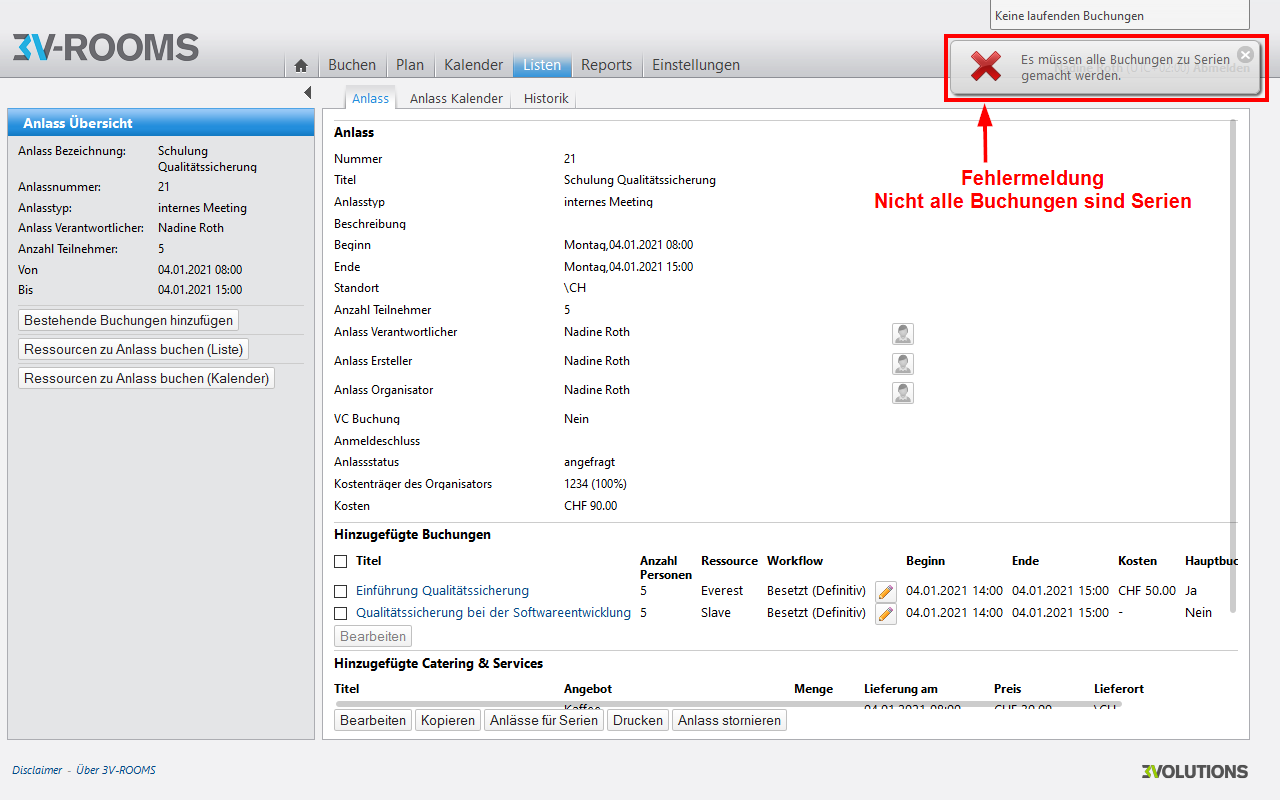 Keine laufenden Buchungen
3V-ROOMS
Buchen Plan Kalender Listen Reports Einstellungen
Es müssen alle Buchungen zu Serien
gemacht werden.
Anlass Anlass Kalender Historik
Fehlermeldung
Nicht alle Buchungen sind Serien
Anlass Übersicht
Anlass Bezeichnung: Schulung
Qualitätssicherung
Anlassnummer: 21
Anlasstyp: internes Meeting
Anlass Verantwortlicher: Nadine Roth
Anzahl Teilnehmer: 5
Von 04.01.2021 08:00
Bis 04.01.2021 15:00
Bestehende Buchungen hinzufügen
Ressourcen zu Anlass buchen (Liste)
Ressourcen zu Anlass buchen (Kalender)
Anlass
Nummer 21
Titel Schulung Qualitätssicherung
Anlasstyp internes Meeting
Beschreibung
Beginn Montag,04.01.2021 08:00
Ende Montag,04.01.2021 15:00
Standort \CH
Anzahl Teilnehmer 5
Anlass Verantwortlicher Nadine Roth
Anlass Ersteller Nadine Roth
Anlass Organisator Nadine Roth
VC Buchung Nein
Anmeldeschluss
Anlassstatus angefragt
Kostenträger des Organisators 1234 (100%)
Kosten CHF 90.00
Hinzugefügte Buchungen
Titel Anzahl Personen Ressource Workflow Beginn Ende Kosten Hauptbuc
Einführung Qualitätssicherung 5 Everest Besetzt (Definitiv) 04.01.2021 14:00 04.01.2021 15:00 CHF 50.00 Ja
Qualitätssicherung bei der Softwareentwicklung 5 Slave Besetzt (Definitiv) 04.01.2021 14:00 04.01.2021 15:00 - Nein
Bearbeiten
Hinzugefügte Catering & Services
Titel Angebot Menge Lieferung am Preis Lieferort
Bearbeiten Kopieren Anlässe für Serien Drucken Anlass stornieren
Disclaimer - Über 3V-ROOMS
3VOLUTIONS